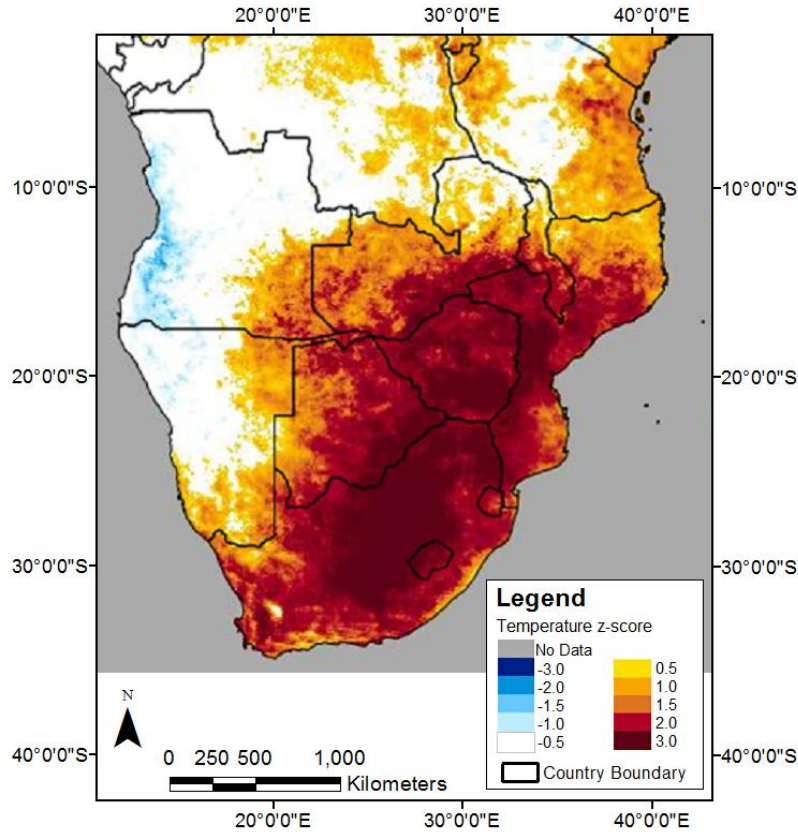 20°0'0"E 30°0'0"E 40°0'0"E
10°0'0"S 10°0'0"S
20°0'0"S 20°0'0"S
30°0'0"S 30°0'0"S
40°0'0"S 40°0'0"S
Legend
Temperature z-score
No Data
-3.0 0.5
-2.0 1.0
-1.5 1.5
-1.0 2.0
-0.5 3.0
Country Boundary
N
0 250 500 1,000
Kilometers
20°0'0"E 30°0'0"E 40°0'0"E